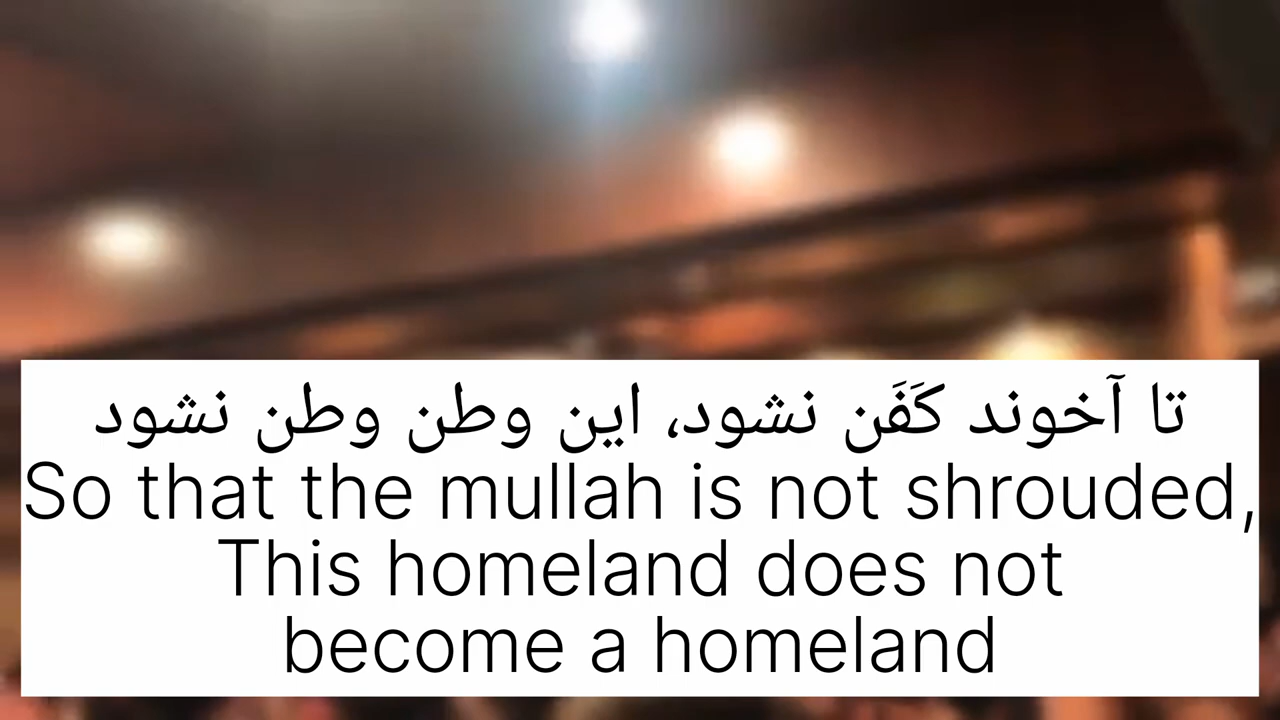 تا آخوند کَفَن نشود، این وطن وطن نشود
So that the mullah is not shrouded,
This homeland does not
become a homeland